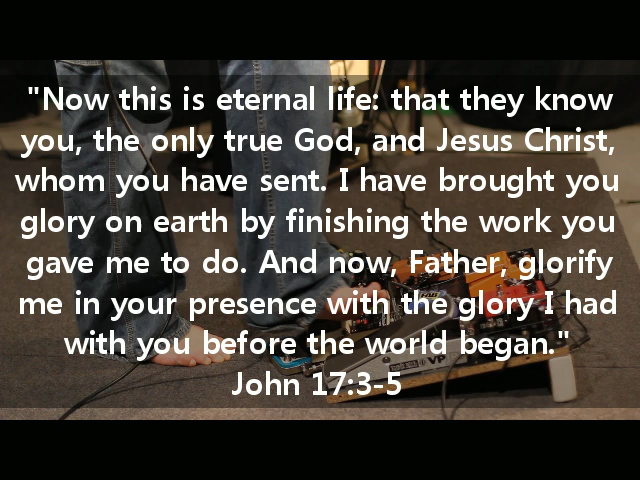 "Now this is eternal life: that they know
you, the only true God, and Jesus Christ,
whom you have sent. I have brought you
glory on earth by finishing the work you
gave me to do. And now, Father, glorify
me in your presence with the glory I had
with you before the world began."
John 17:3-5
VP